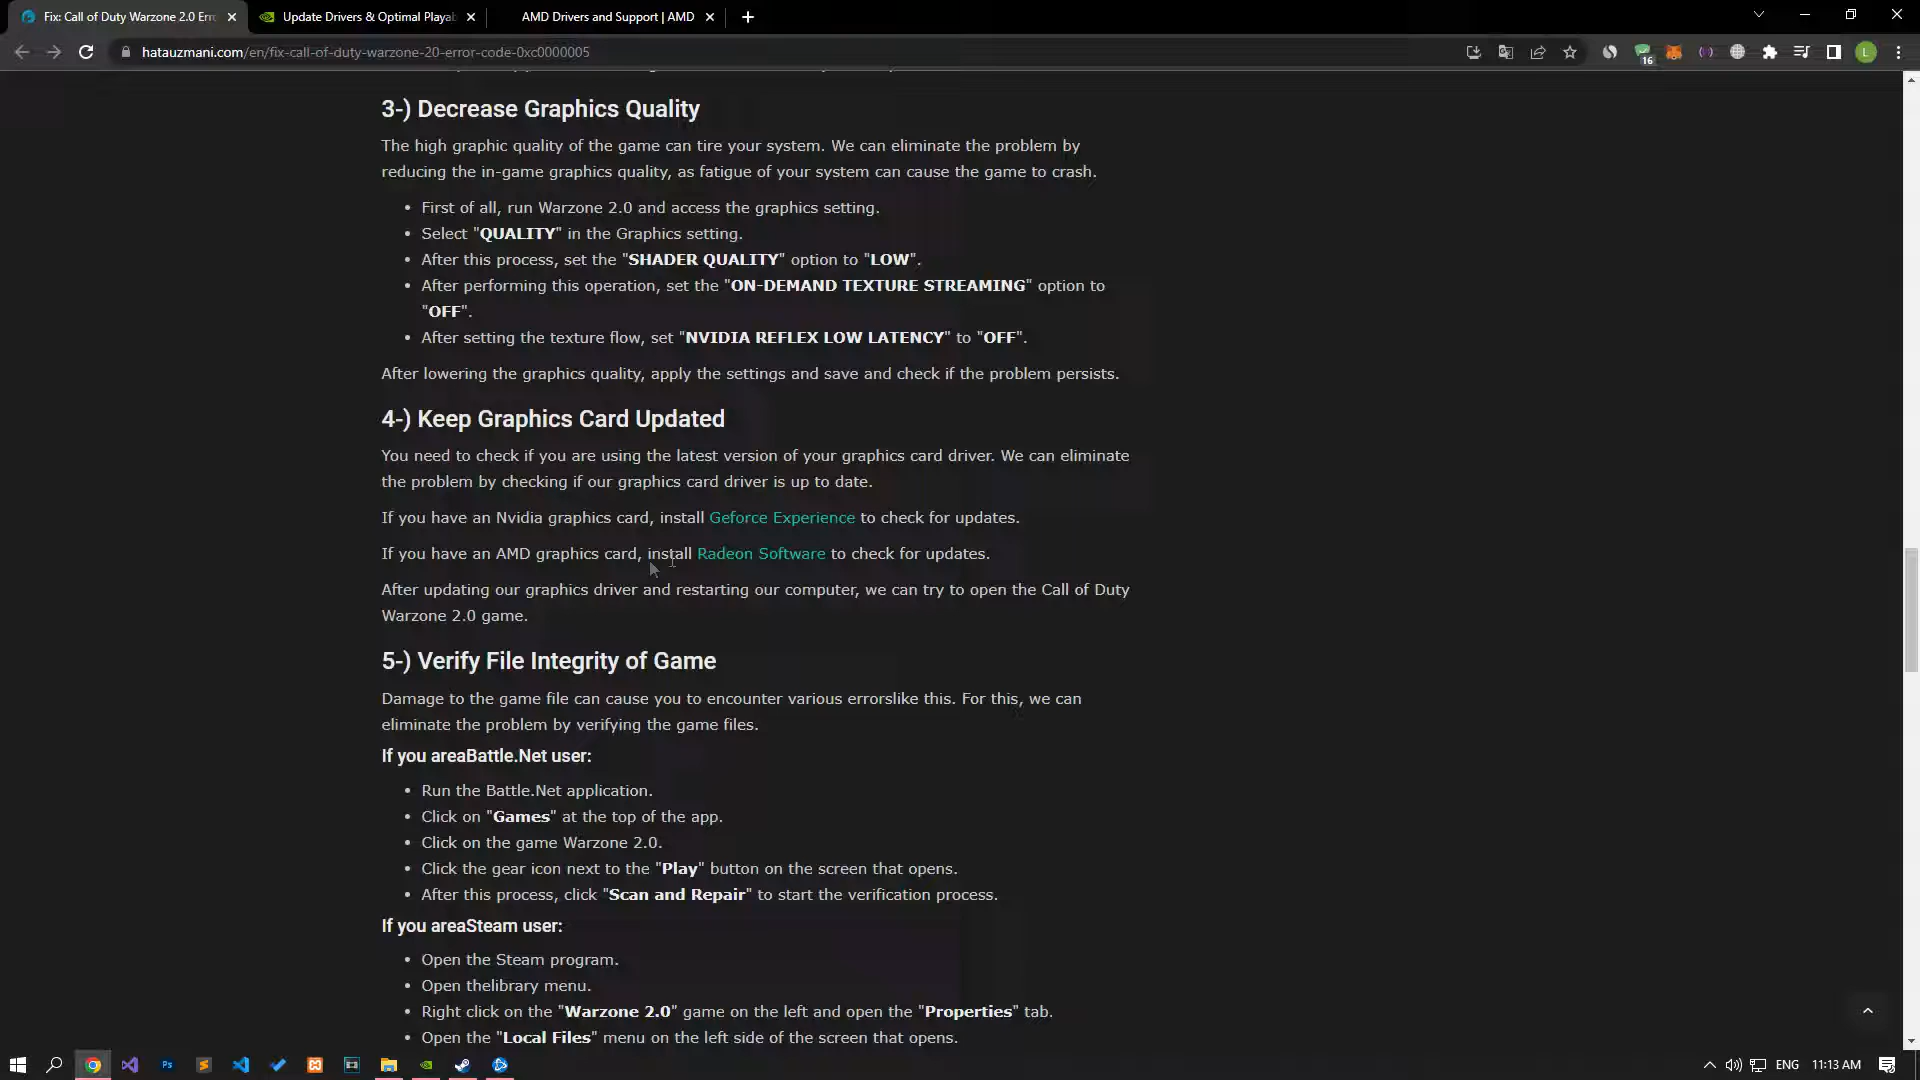 Fix: Call of Duty Warzone 2.0 Err
Update Drivers & Optimal Playab
AMD Drivers and Support | AMD
hatauzmani.com/en/fix-call-of-duty-warzone-20-error-code-0xc0000005
16
L
3-) Decrease Graphics Quality
The high graphic quality of the game can tire your system. We can eliminate the problem by
reducing the in-game graphics quality, as fatigue of your system can cause the game to crash.
• First of all, run Warzone 2.0 and access the graphics setting.
• Select "QUALITY" in the Graphics setting.
• After this process, set the "SHADER QUALITY" option to "LOW".
• After performing this operation, set the "ON-DEMAND TEXTURE STREAMING" option to
"OFF".
• After setting the texture flow, set "NVIDIA REFLEX LOW LATENCY" to "OFF".
After lowering the graphics quality, apply the settings and save and check if the problem persists.
4-) Keep Graphics Card Updated
You need to check if you are using the latest version of your graphics card driver. We can eliminate
the problem by checking if our graphics card driver is up to date.
If you have an Nvidia graphics card, install Geforce Experience to check for updates.
If you have an AMD graphics card, install Radeon Software to check for updates.
After updating our graphics driver and restarting our computer, we can try to open the Call of Duty
Warzone 2.0 game.
5-) Verify File Integrity of Game
Damage to the game file can cause you to encounter various errorslike this. For this, we can
eliminate the problem by verifying the game files.
If you areaBattle.Net user:
• Run the Battle.Net application.
• Click on "Games" at the top of the app.
• Click on the game Warzone 2.0.
• Click the gear icon next to the "Play" button on the screen that opens.
• After this process, click "Scan and Repair" to start the verification process.
If you areaSteam user:
• Open the Steam program.
• Open thelibrary menu.
• Right click on the "Warzone 2.0" game on the left and open the "Properties" tab.
• Open the "Local Files" menu on the left side of the screen that opens.
Ps
ENG
11:13 AM